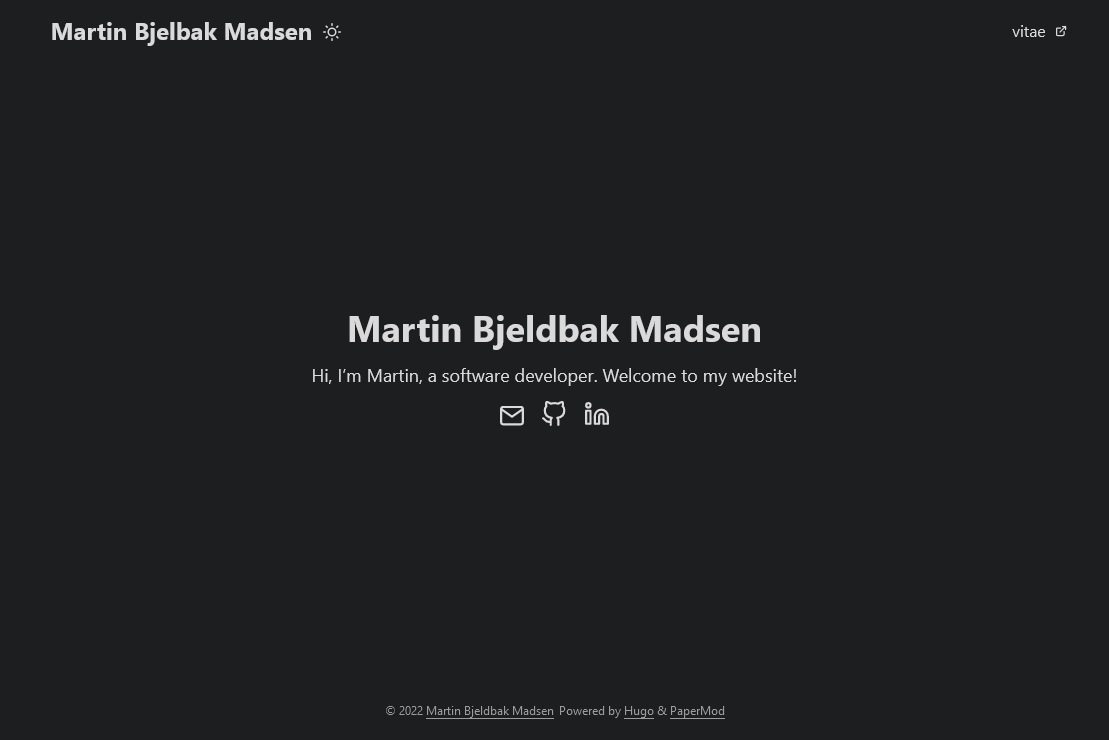 Martin Bjelbak Madsen
vitae
Martin Bjeldbak Madsen
Hi, I’m Martin, a software developer. Welcome to my website!
© 2022 Martin Bjeldbak Madsen Powered by Hugo & PaperMod